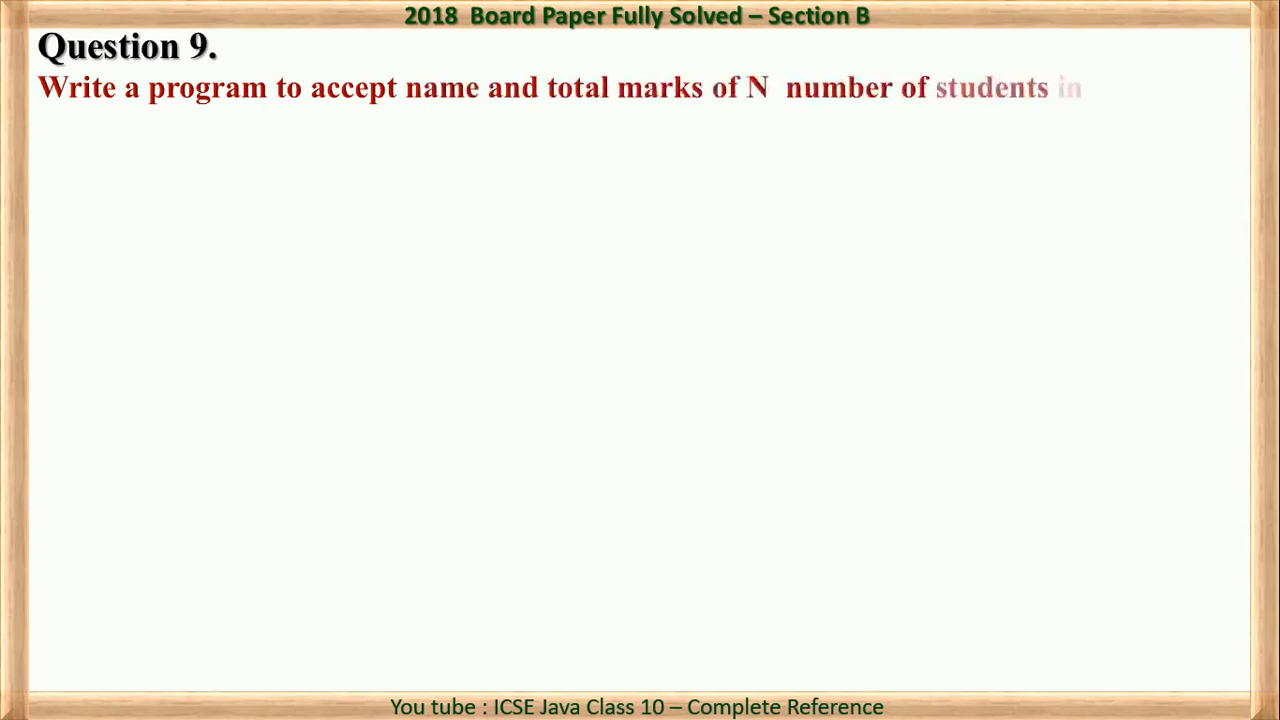 2018 Board Paper Fully Solved – Section B
Question 9.
Write a program to accept name and total marks of N number of students in
You tube : ICSE Java Class 10 – Complete Reference